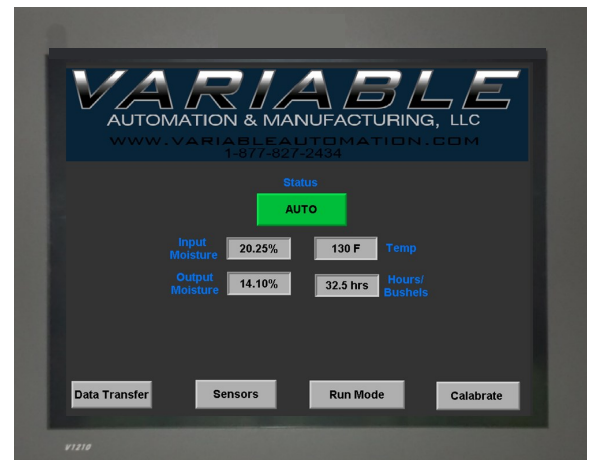 VARIABLE
AUTOMATION & MANUFACTURING, LLC
WWW.VARIABLEAUTOMATION.COM
1-877-827-2434
Status
AUTO
Input
Moisture
20.25%
130 F
Temp
Output
Moisture
14.10%
32.5 hrs
Hours/
Bushels
Data Transfer
Sensors
Run Mode
Calabrate
V1210